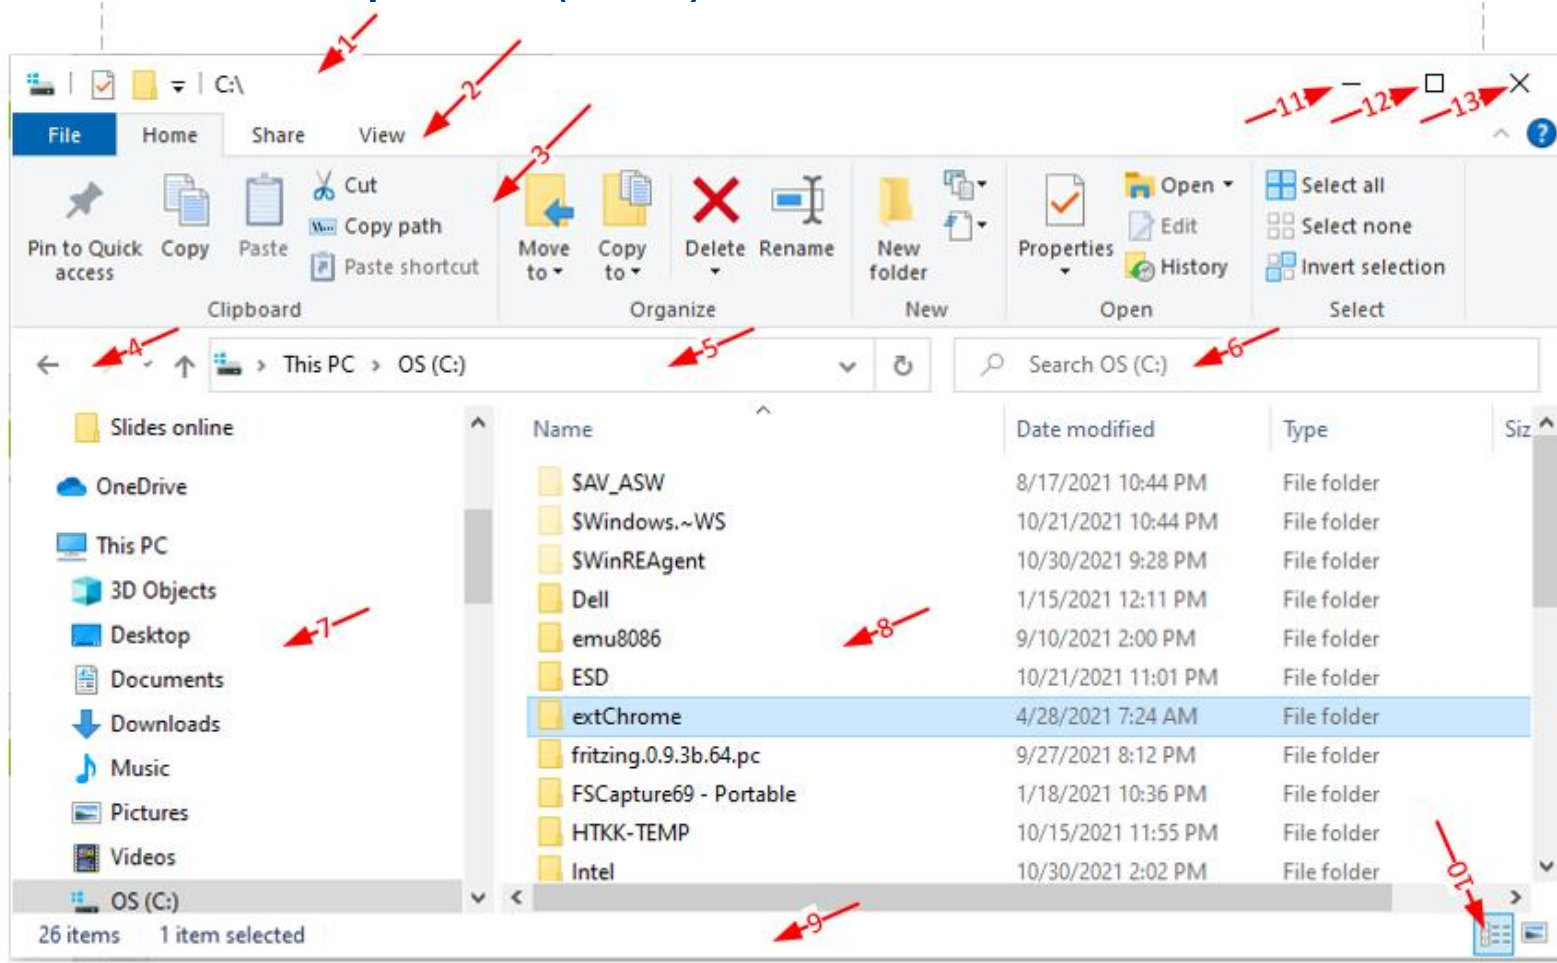 1
2
C:\
11
12
13
File Home Share View
3
Cut
Copy path
Paste shortcut
Pin to Quick access
Copy
Paste
Clipboard
Move to
Copy to
Delete
Rename
Organize
New folder
New
Properties
Open
Edit
History
Open
Select all
Select none
Invert selection
Select
4
This PC > OS (C:)
5
Search OS (C:)
6
Slides online
OneDrive
This PC
3D Objects
Desktop
Documents
Downloads
Music
Pictures
Videos
OS (C:)
7
Name Date modified Type Siz
$AV_ASW 8/17/2021 10:44 PM File folder
$Windows.~WS 10/21/2021 10:44 PM File folder
$WinREAgent 10/30/2021 9:28 PM File folder
Dell 1/15/2021 12:11 PM File folder
emu8086 9/10/2021 2:00 PM File folder
ESD 10/21/2021 11:01 PM File folder
extChrome 4/28/2021 7:24 AM File folder
fritzing.0.9.3b.64.pc 9/27/2021 8:12 PM File folder
FSCapture69 - Portable 1/18/2021 10:36 PM File folder
HTKK-TEMP 10/15/2021 11:55 PM File folder
Intel 10/30/2021 2:02 PM File folder
8
10
26 items 1 item selected
9